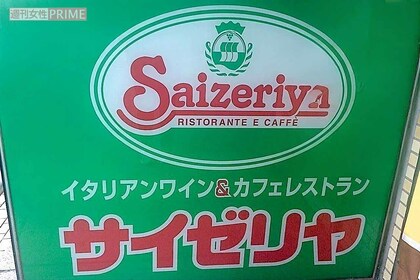 週刊女性PRIME
Saizeriya
RISTORANTE E CAFFÈ
イタリアンワイン&カフェレストラン
サイゼリヤ